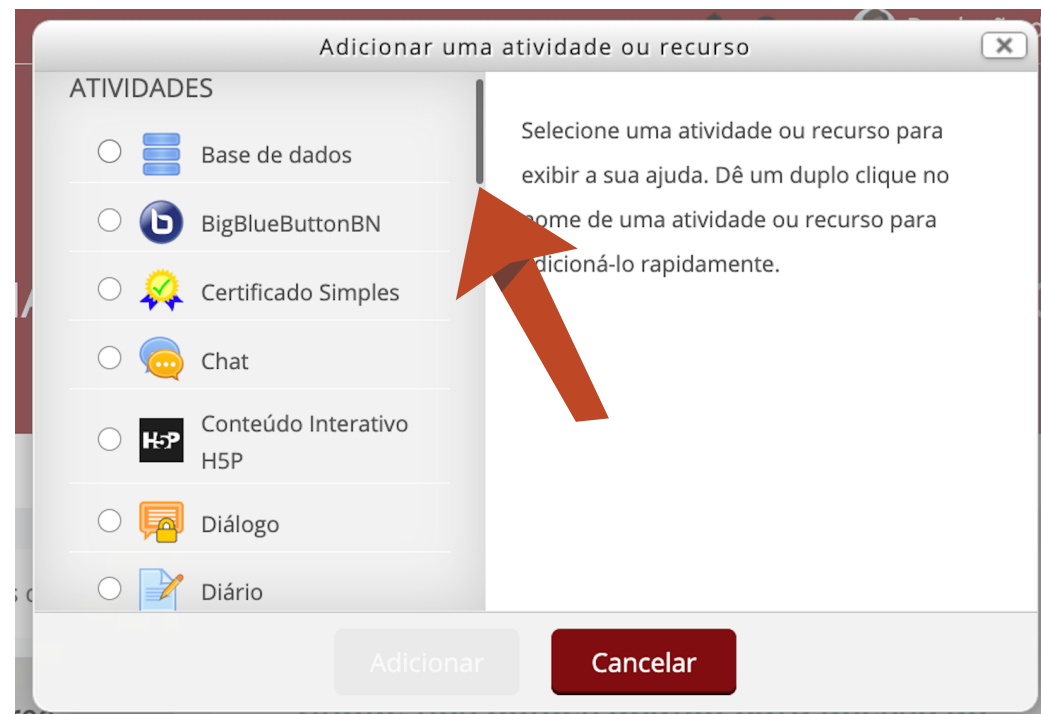 Adicionar uma atividade ou recurso
ATIVIDADES
Base de dados
BigBlueButtonBN
Certificado Simples
Chat
Conteúdo Interativo
H5P
H5P
Diálogo
Diário
Selecione uma atividade ou recurso para
exibir a sua ajuda. Dê um duplo clique no
nome de uma atividade ou recurso para
adicioná-lo rapidamente.
Adicionar
Cancelar